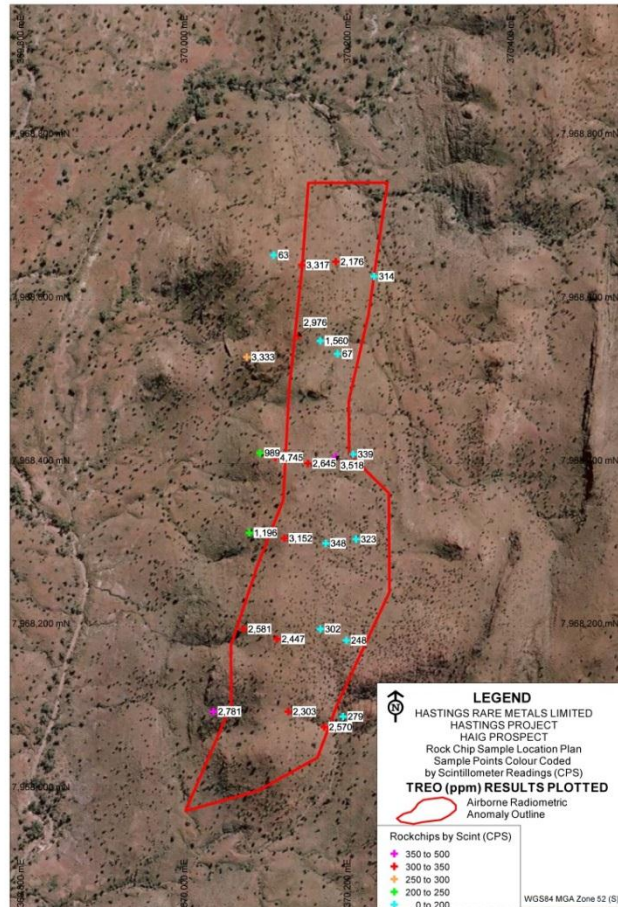 370,000 mE
370,200 mE
370,400 mE
7,968,800 mN
7,968,800 mN
63
3,317
2,176
314
7,968,600 mN
2,976
1,560
67
3,333
989
4,745
2,645
339
3,518
7,968,400 mN
7,968,400 mN
1,196
3,152
348
323
7,968,200 mN
7,968,200 mN
2,581
2,447
302
248
2,781
2,303
279
2,570
370,200 mE
LEGEND
HASTINGS RARE METALS LIMITED
HASTINGS PROJECT
HAIG PROSPECT
Rock Chip Sample Location Plan
Sample Points Colour Coded
by Scintillometer Readings (CPS)
TREO (ppm) RESULTS PLOTTED
Airborne Radiometric
Anomaly Outline
Rockchips by Scint (CPS)
350 to 500
300 to 350
250 to 300
200 to 250
0 to 200
WGS84 MGA Zone 52 (S)
N